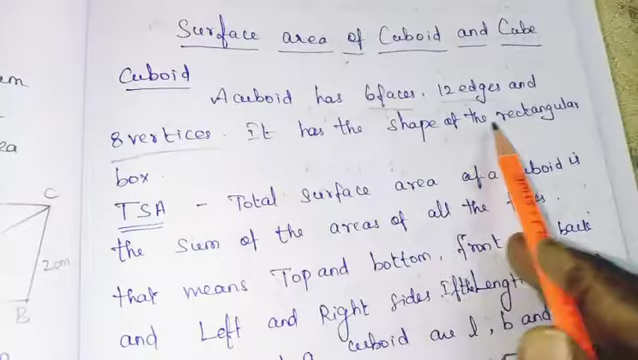 Surface area of Cuboid and Cube
Cuboid
A cuboid has 6 faces. 12 edges and
8 vertices. It has the shape of the rectangular
box.
TSA - Total surface area of a cuboid is
the sum of the areas of all the
that means Top and bottom, front back
and Left and Right sides If the Length
cuboid are l, b and
C
2cm
B